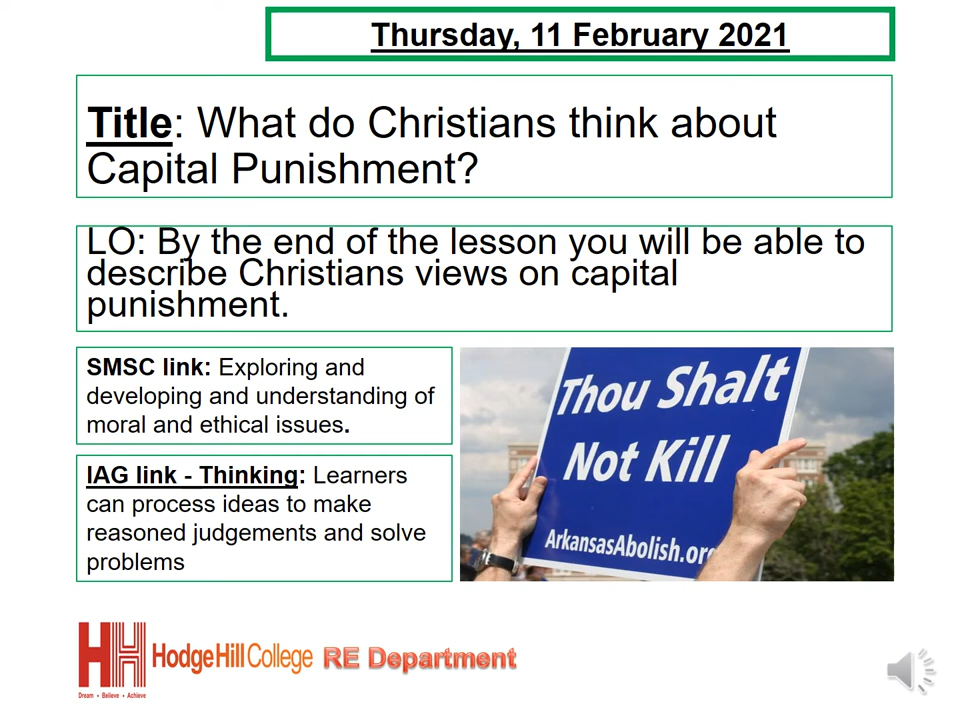 Thursday, 11 February 2021
Title: What do Christians think about
Capital Punishment?
LO: By the end of the lesson you will be able to
describe Christians views on capital
punishment.
SMSC link: Exploring and
developing and understanding of
moral and ethical issues.
IAG link - Thinking: Learners
can process ideas to make
reasoned judgements and solve
problems
Thou Shalt
Not Kill
ArkansasAbolish.org
HH HodgeHillCollege RE Department
Dream • Believe • Achieve